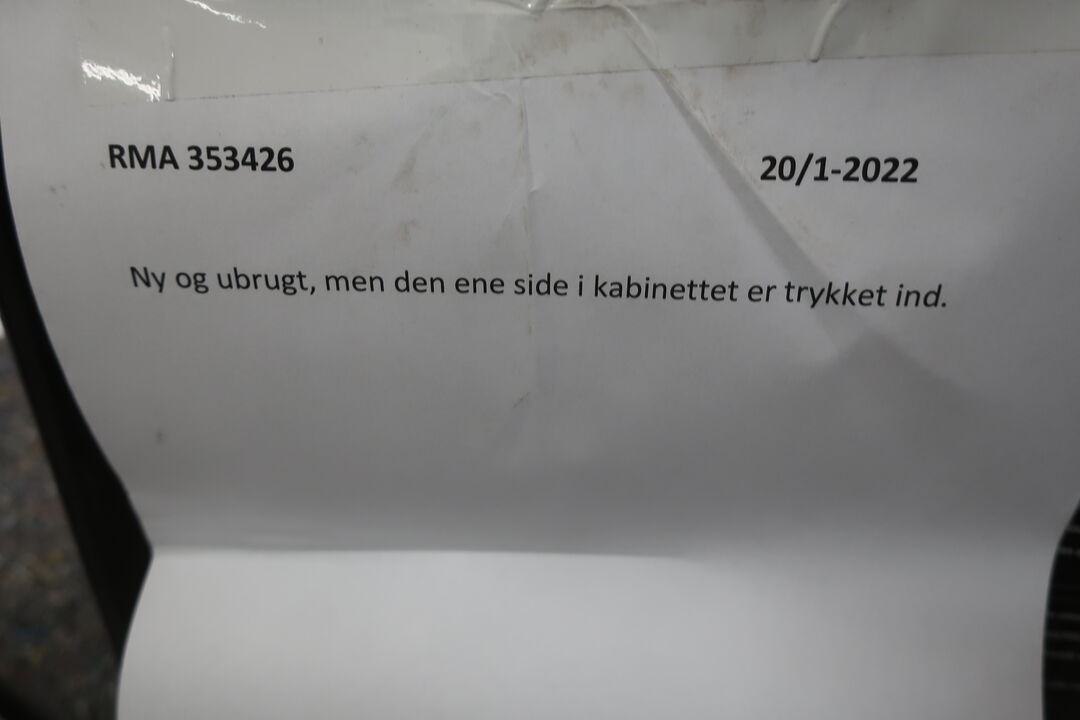 RMA 353426 20/1-2022
Ny og ubrugt, men den ene side i kabinettet er trykket ind.